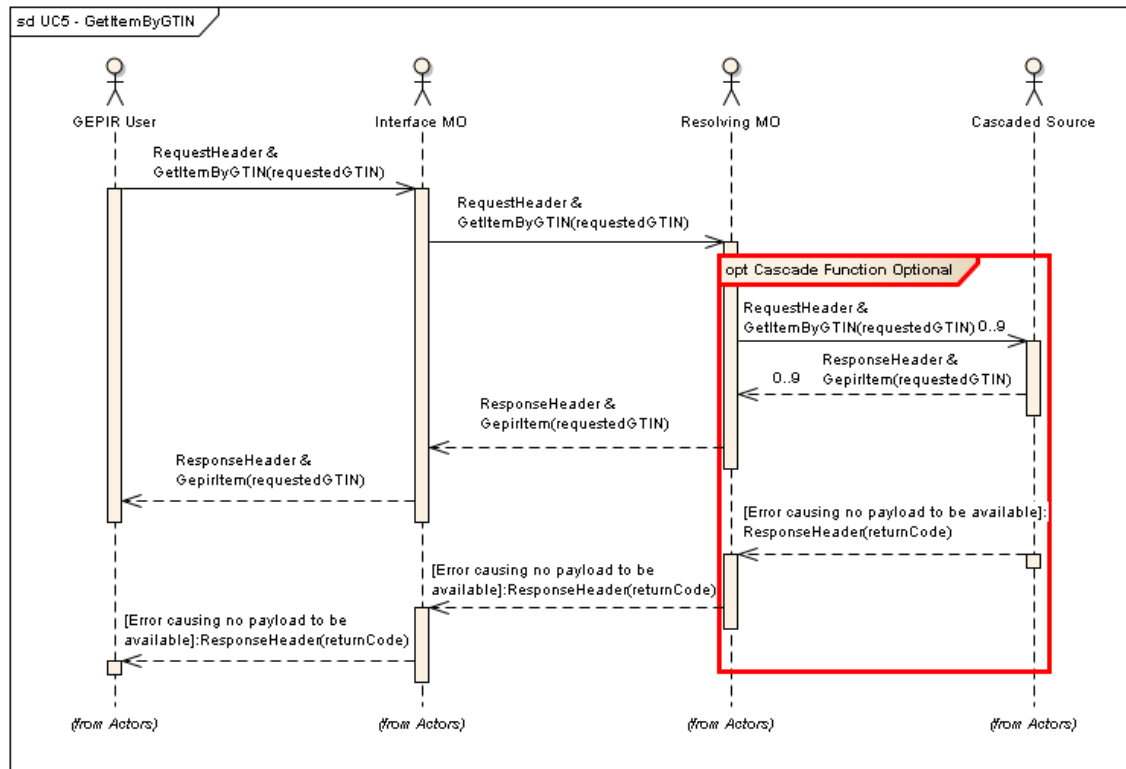 sd UC5 - GetItemByGTIN
GEPIR User
Interface MO
Resolving MO
Cascaded Source
RequestHeader &
GetItemByGTIN(requestedGTIN)
RequestHeader &
GetItemByGTIN(requestedGTIN)
opt Cascade Function Optional
RequestHeader &
GetItemByGTIN(requestedGTIN) 0..9
ResponseHeader &
0..9 GepirItem(requestedGTIN)
ResponseHeader &
GepirItem(requestedGTIN)
ResponseHeader &
GepirItem(requestedGTIN)
[Error causing no payload to be available]:
ResponseHeader(returnCode)
[Error causing no payload to be
available]:ResponseHeader(returnCode)
[Error causing no payload to be
available]:ResponseHeader(returnCode)
(from Actors)
(from Actors)
(from Actors)
(from Actors)